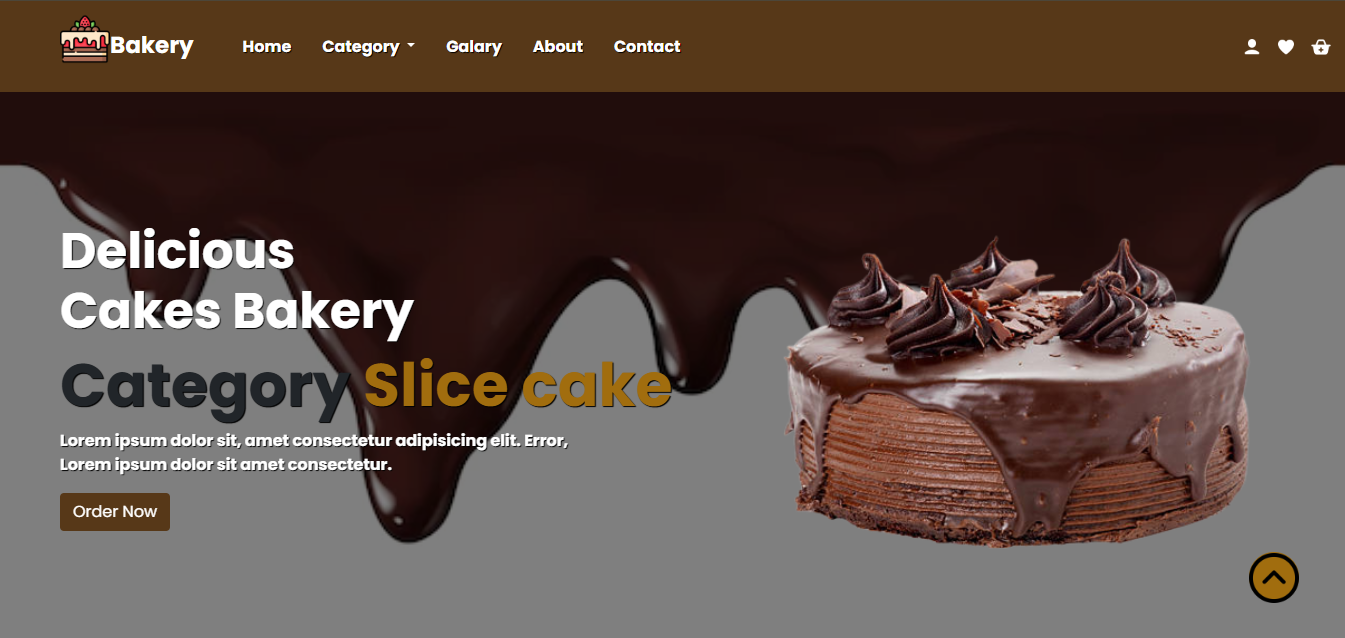 Bakery
Home
Category
Galary
About
Contact
Delicious
Cakes Bakery
Category Slice cake
Lorem ipsum dolor sit, amet consectetur adipisicing elit. Error,
Lorem ipsum dolor sit amet consectetur.
Order Now